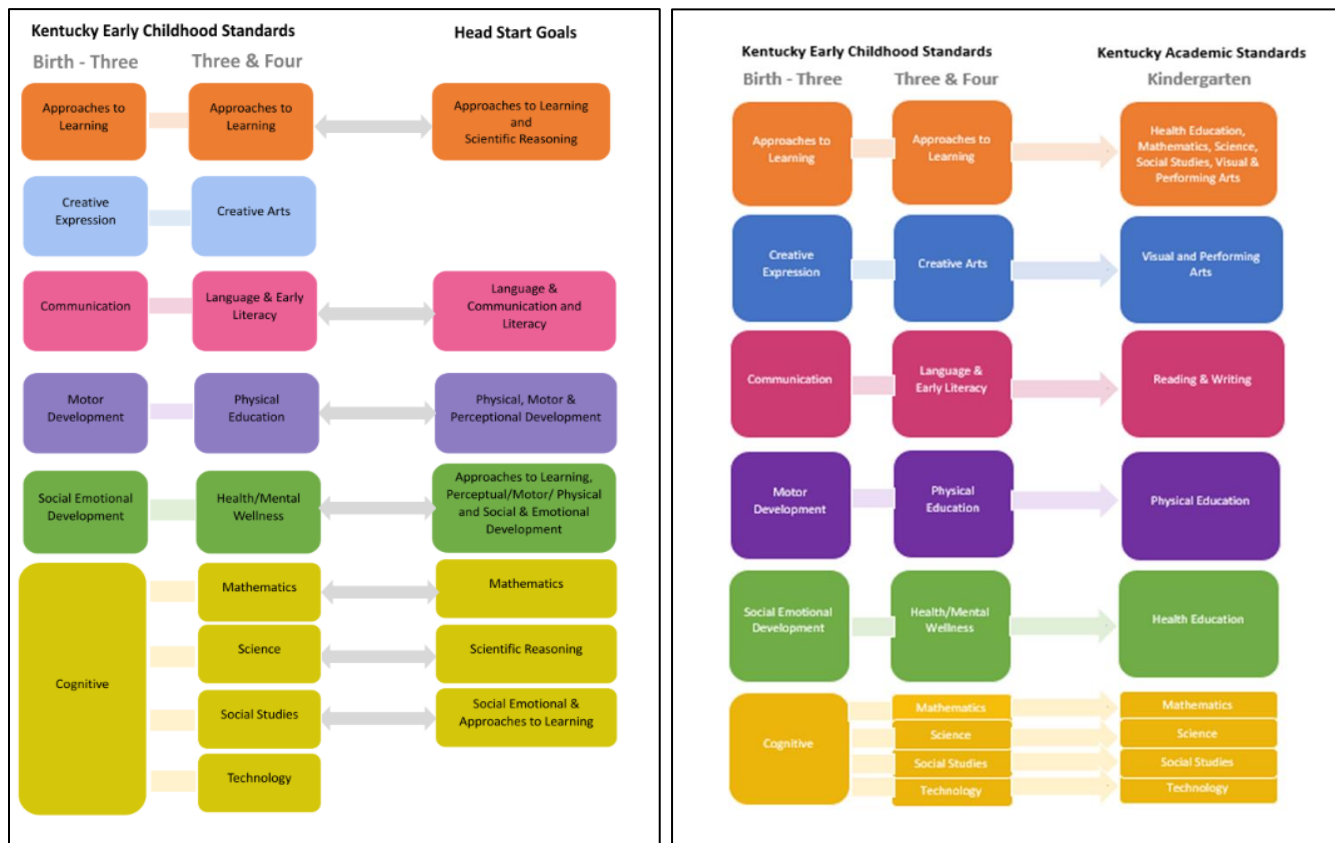 Kentucky Early Childhood Standards
Head Start Goals
Birth - Three
Three & Four
Approaches to
Learning
Approaches to
Learning
Approaches to Learning
and
Scientific Reasoning
Creative
Expression
Creative Arts
Communication
Language & Early
Literacy
Language &
Communication and
Literacy
Motor
Development
Physical
Education
Physical, Motor &
Perceptional Development
Social Emotional
Development
Health/Mental
Wellness
Approaches to Learning,
Perceptual/Motor/ Physical
and Social & Emotional
Development
Cognitive
Mathematics
Mathematics
Science
Scientific Reasoning
Social Studies
Social Emotional &
Approaches to Learning
Technology
Kentucky Early Childhood Standards
Kentucky Academic Standards
Birth - Three
Three & Four
Kindergarten
Approaches to
Learning
Approaches to
Learning
Health Education,
Mathematics, Science,
Social Studies, Visual &
Performing Arts
Creative
Expression
Creative Arts
Visual and Performing
Arts
Communication
Language &
Early Literacy
Reading & Writing
Motor
Development
Physical
Education
Physical Education
Social Emotional
Development
Health/Mental
Wellness
Health Education
Cognitive
Mathematics
Mathematics
Science
Science
Social Studies
Social Studies
Technology
Technology